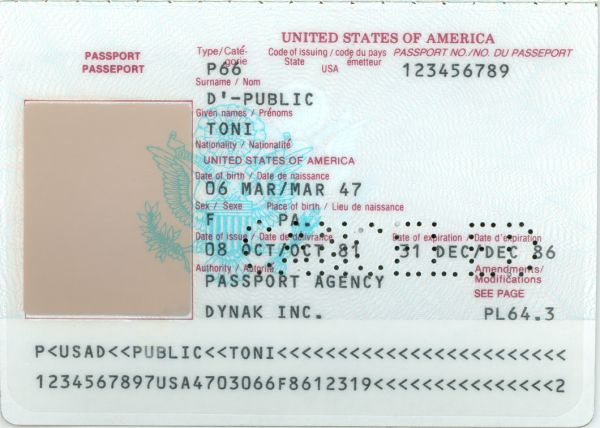 UNITED STATES OF AMERICA
PASSPORT
PASSEPORT
Type/Caté-
gorie
Code of issuing / code du pays
State émetteur
PASSPORT NO./NO. DU PASSEPORT
P66 USA 123456789
Surname / Nom
D'-PUBLIC
Given names / Prénoms
TONI
Nationality / Nationalité
UNITED STATES OF AMERICA
Date of birth / Date de naissance
06 MAR/MAR 47
Sex / Sexe Place of birth / Lieu de naissance
F PA
Date of issue / Date de délivrance Date of expiration / Date d'expiration
08 OCT/OCT 81 31 DEC/DEC 86
Authority / Autorité Amendments/
Modifications
PASSPORT AGENCY SEE PAGE
DYNAK INC. PL64.3
P<USAD<<PUBLIC<<TONI<<<<<<<<<<<<<<<<<<<<<<<<
1234567897USA4703066F8612319<<<<<<<<<<<<<<<2